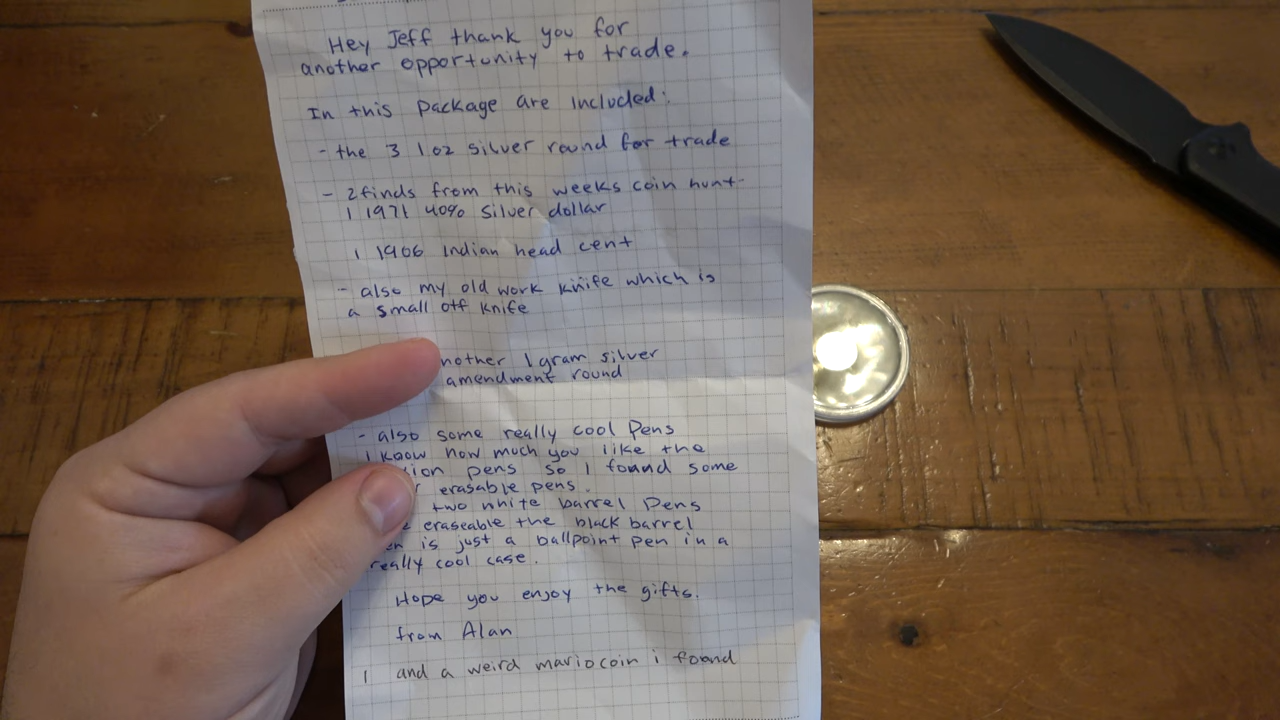 Hey Jeff thank you for
another opportunity to trade.
In this package are included:
- the 3 1 oz silver round for trade
- 2 finds from this weeks coin hunt-
1 1971 40% silver dollar
1 1906 indian head cent
- also my old work knife which is
a small otf knife
nother 1 gram silver
amendment round
- also some really cool pens
i know how much you like the
ion pens so i found some
r erasable pens.
two white barrel pens
e eraseable the black barrel
en is just a ballpoint pen in a
really cool case.
Hope you enjoy the gifts.
from Alan
1 and a weird mario coin i found